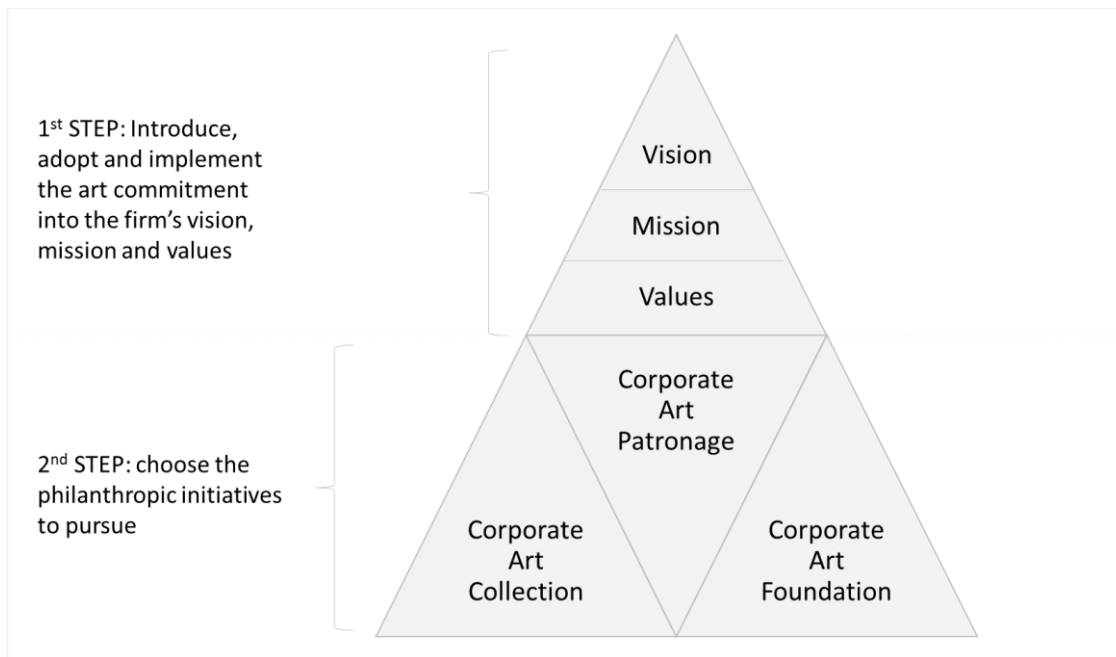 1st STEP: Introduce,
adopt and implement
the art commitment
into the firm’s vision,
mission and values
Vision
Mission
Values
2nd STEP: choose the
philanthropic initiatives
to pursue
Corporate
Art
Patronage
Corporate
Art
Collection
Corporate
Art
Foundation